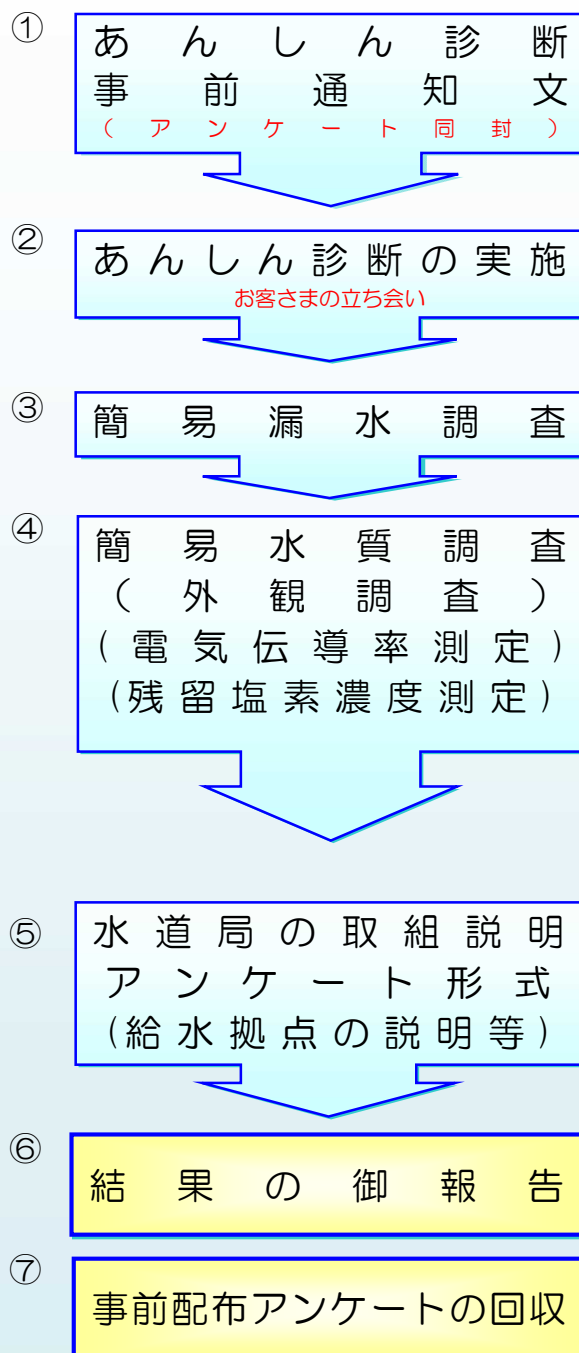 ①
あんしん診断
事前通知文
（アンケート同封）
②
あんしん診断の実施
お客さまの立ち会い
③
簡易漏水調査
④
簡易水質調査
（外観調査）
(電気伝導率測定)
(残留塩素濃度測定)
⑤
水道局の取組説明
アンケート形式
(給水拠点の説明等)
⑥
結果の御報告
⑦
事前配布アンケートの回収